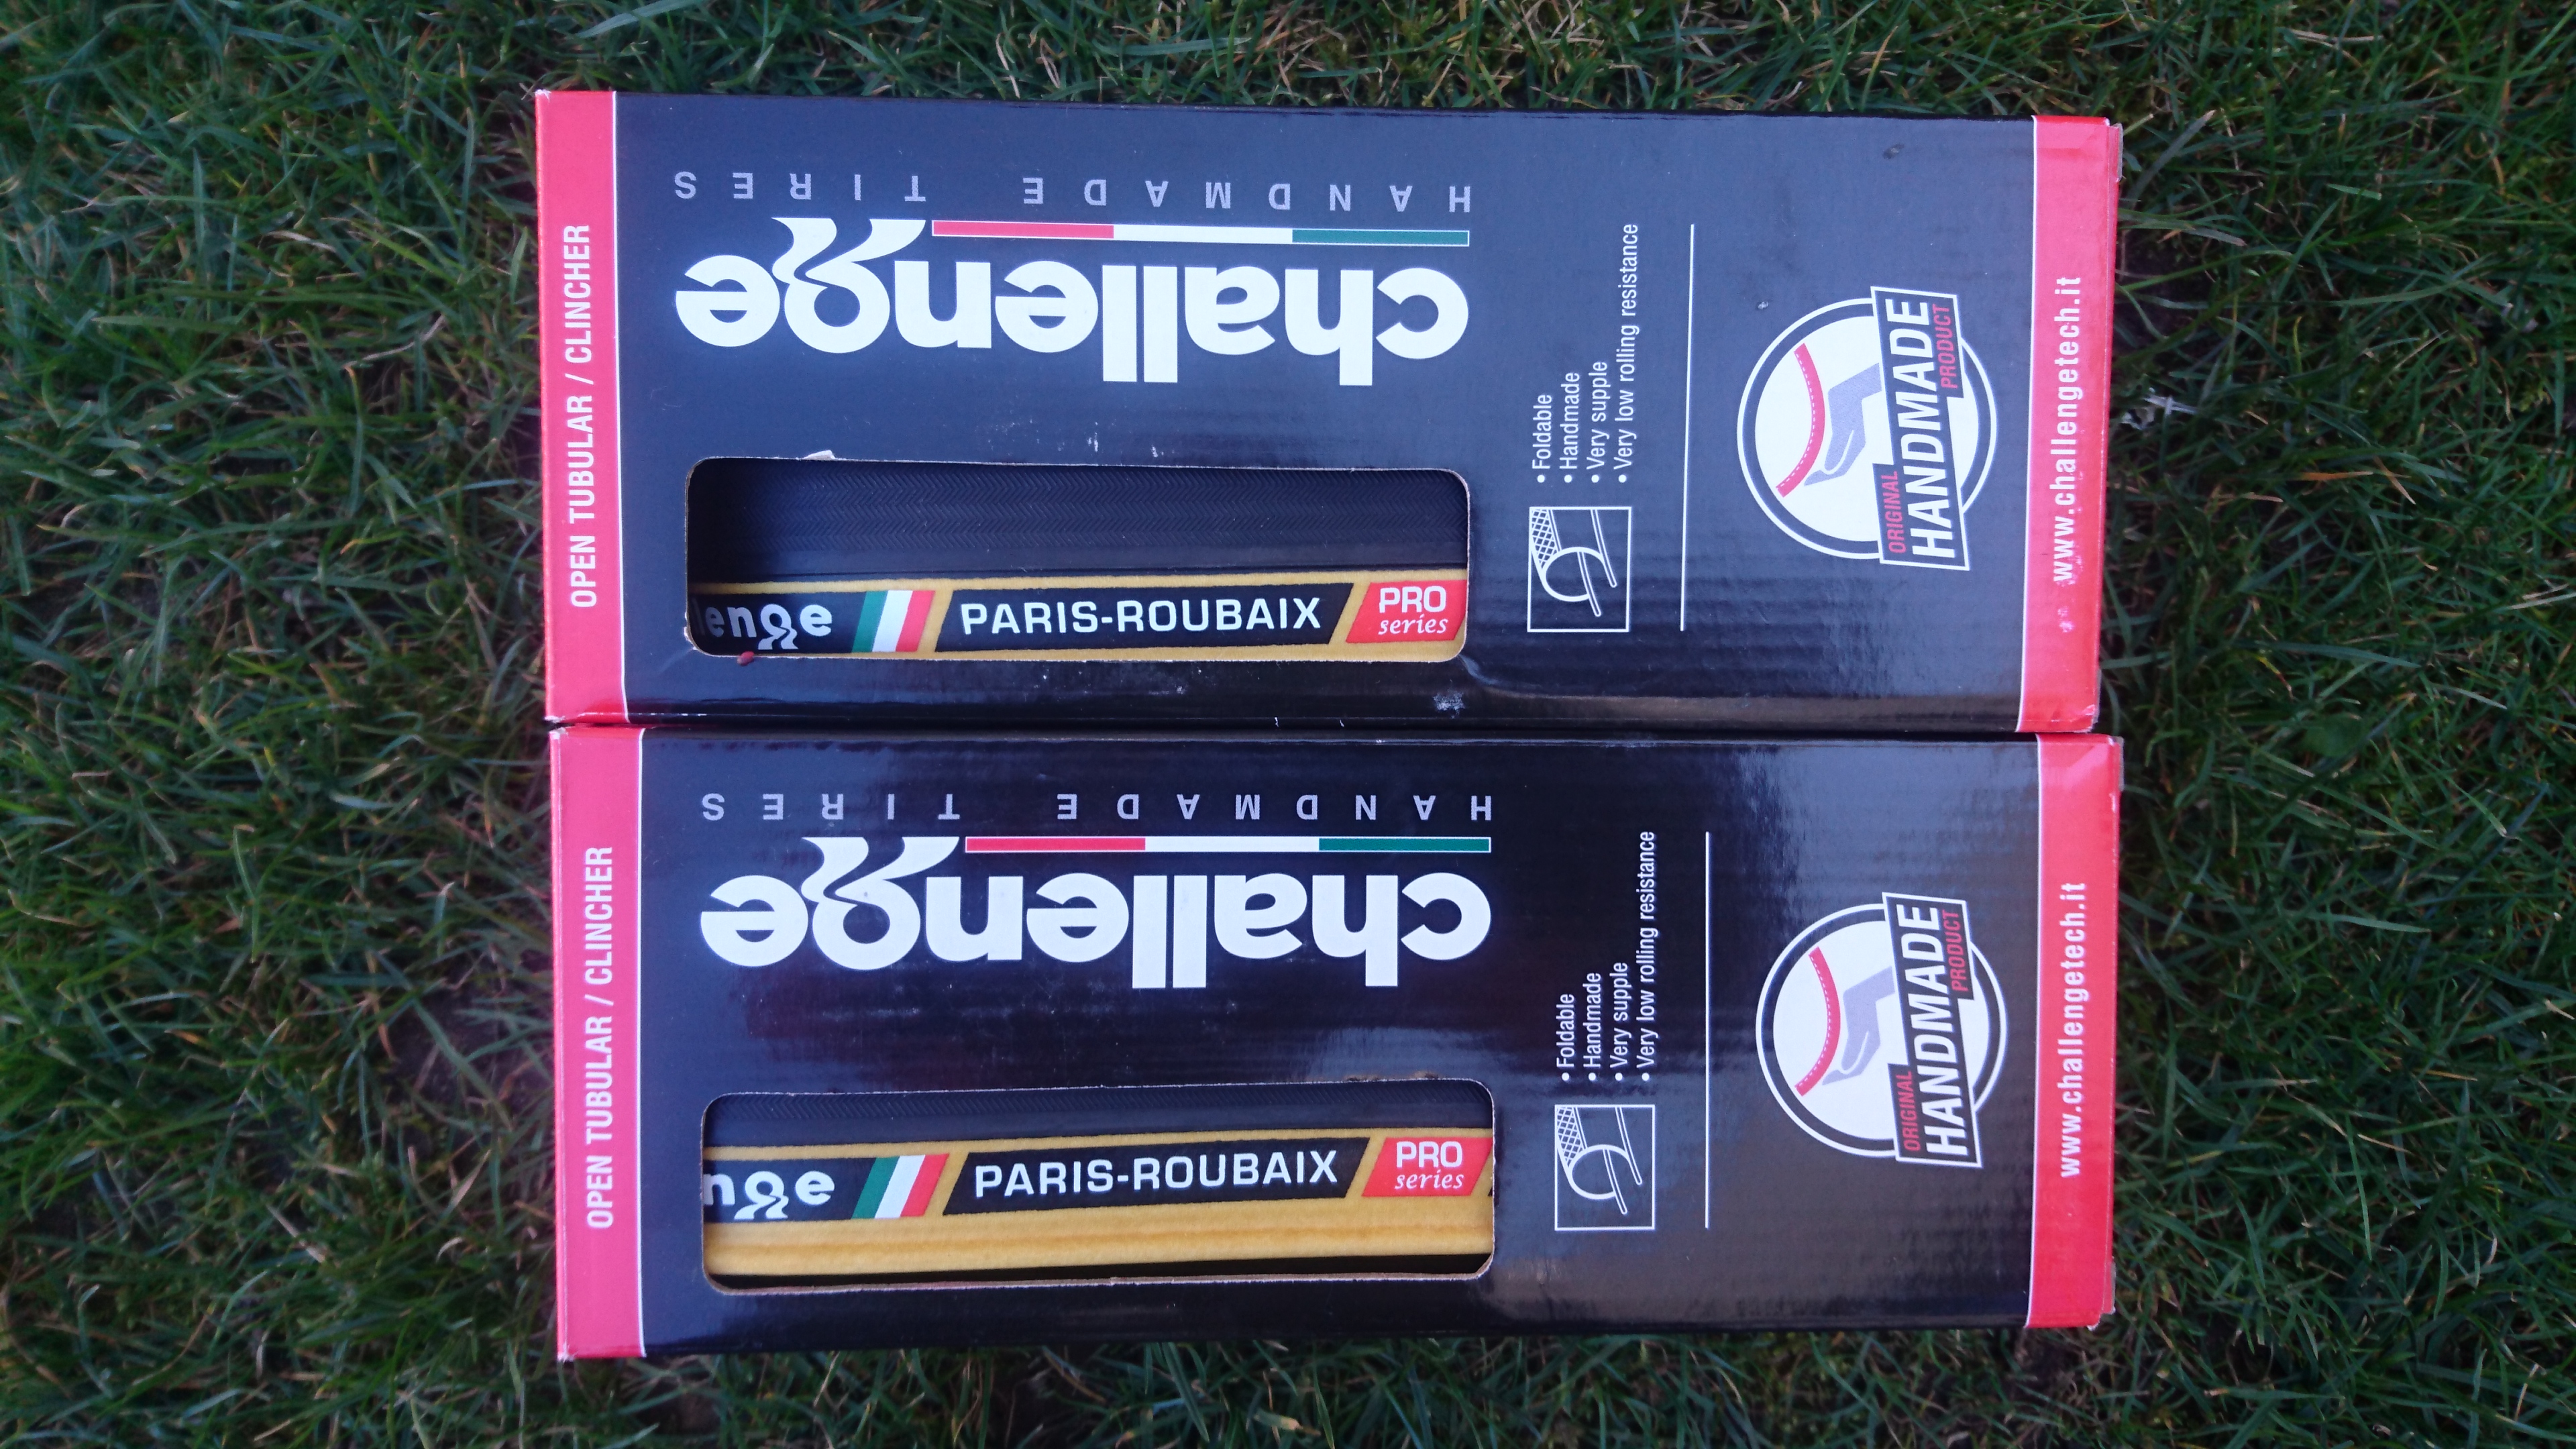 OPEN TUBULAR / CLINCHER
HANDMADE TIRES
challenge
lenge
PARIS-ROUBAIX
PRO
series
• Foldable
• Handmade
• Very supple
• Very low rolling resistance
ORIGINAL
HANDMADE
PRODUCT
www.challengetech.it
OPEN TUBULAR / CLINCHER
HANDMADE TIRES
challenge
nge
PARIS-ROUBAIX
PRO
series
• Foldable
• Handmade
• Very supple
• Very low rolling resistance
ORIGINAL
HANDMADE
PRODUCT
www.challengetech.it